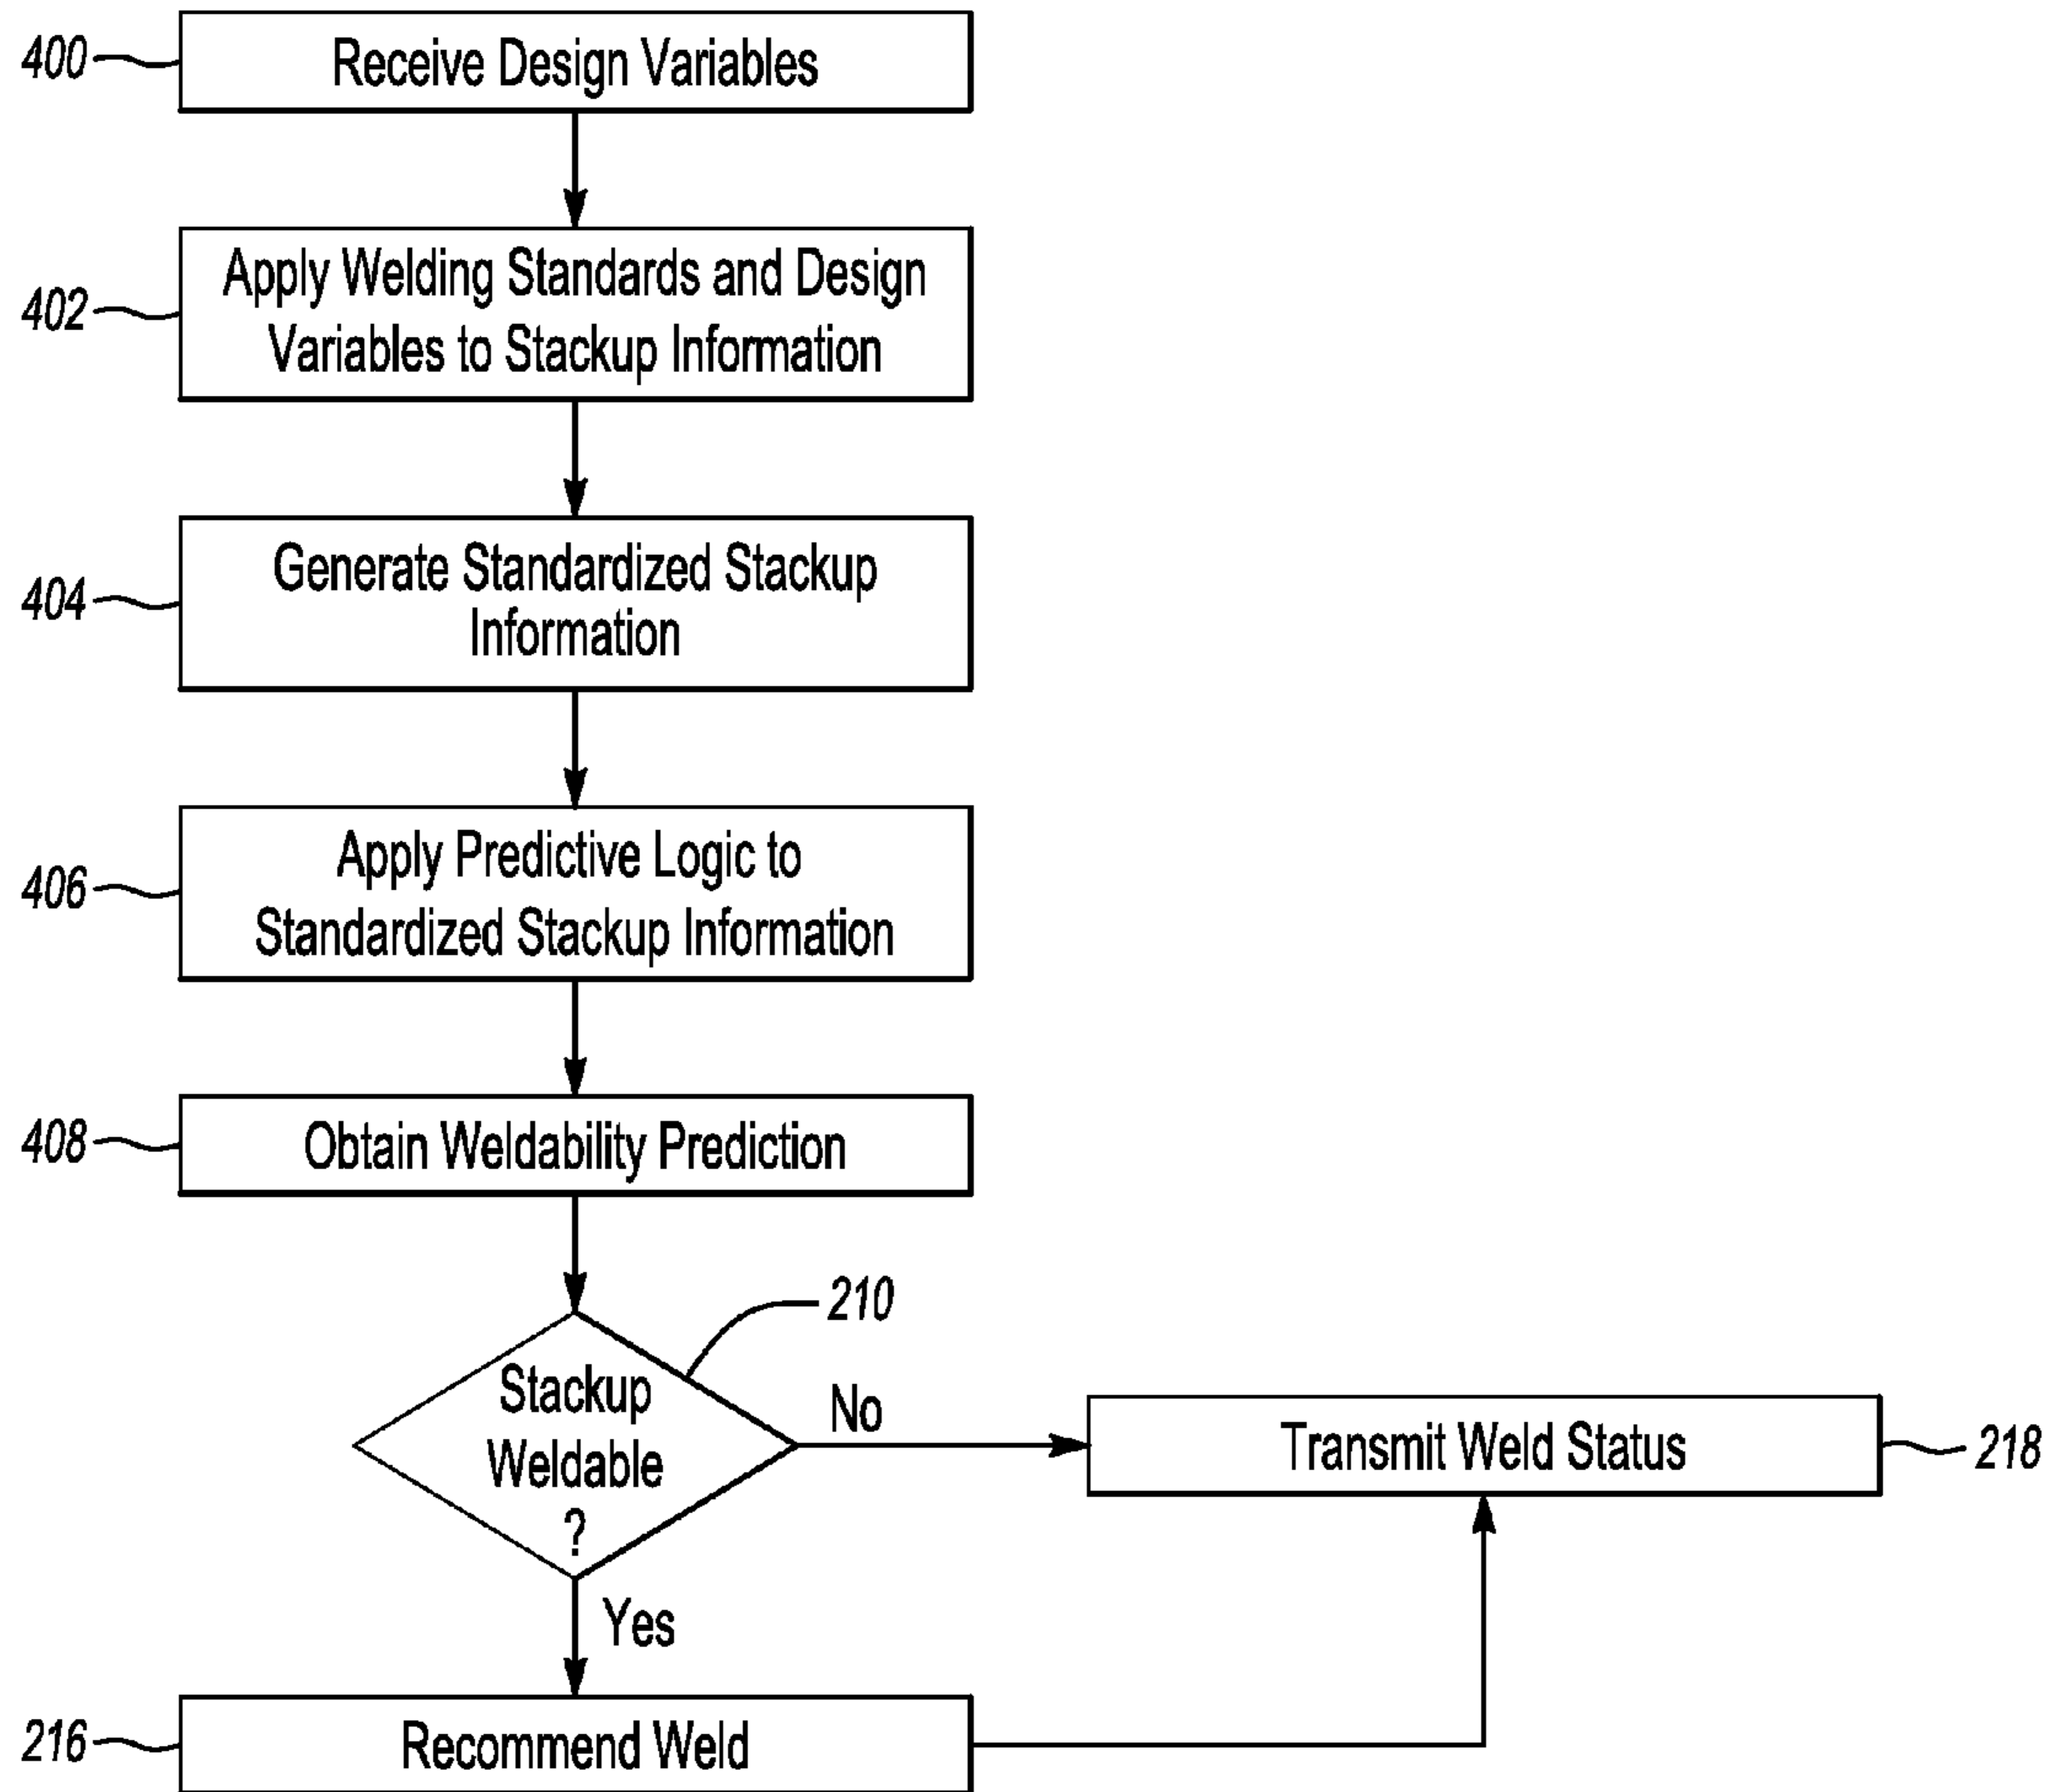 400
Receive Design Variables
402
Apply Welding Standards and Design
Variables to Stackup Information
404
Generate Standardized Stackup
Information
406
Apply Predictive Logic to
Standardized Stackup Information
408
Obtain Weldability Prediction
210
Stackup
Weldable
?
No
Transmit Weld Status
218
Yes
216
Recommend Weld